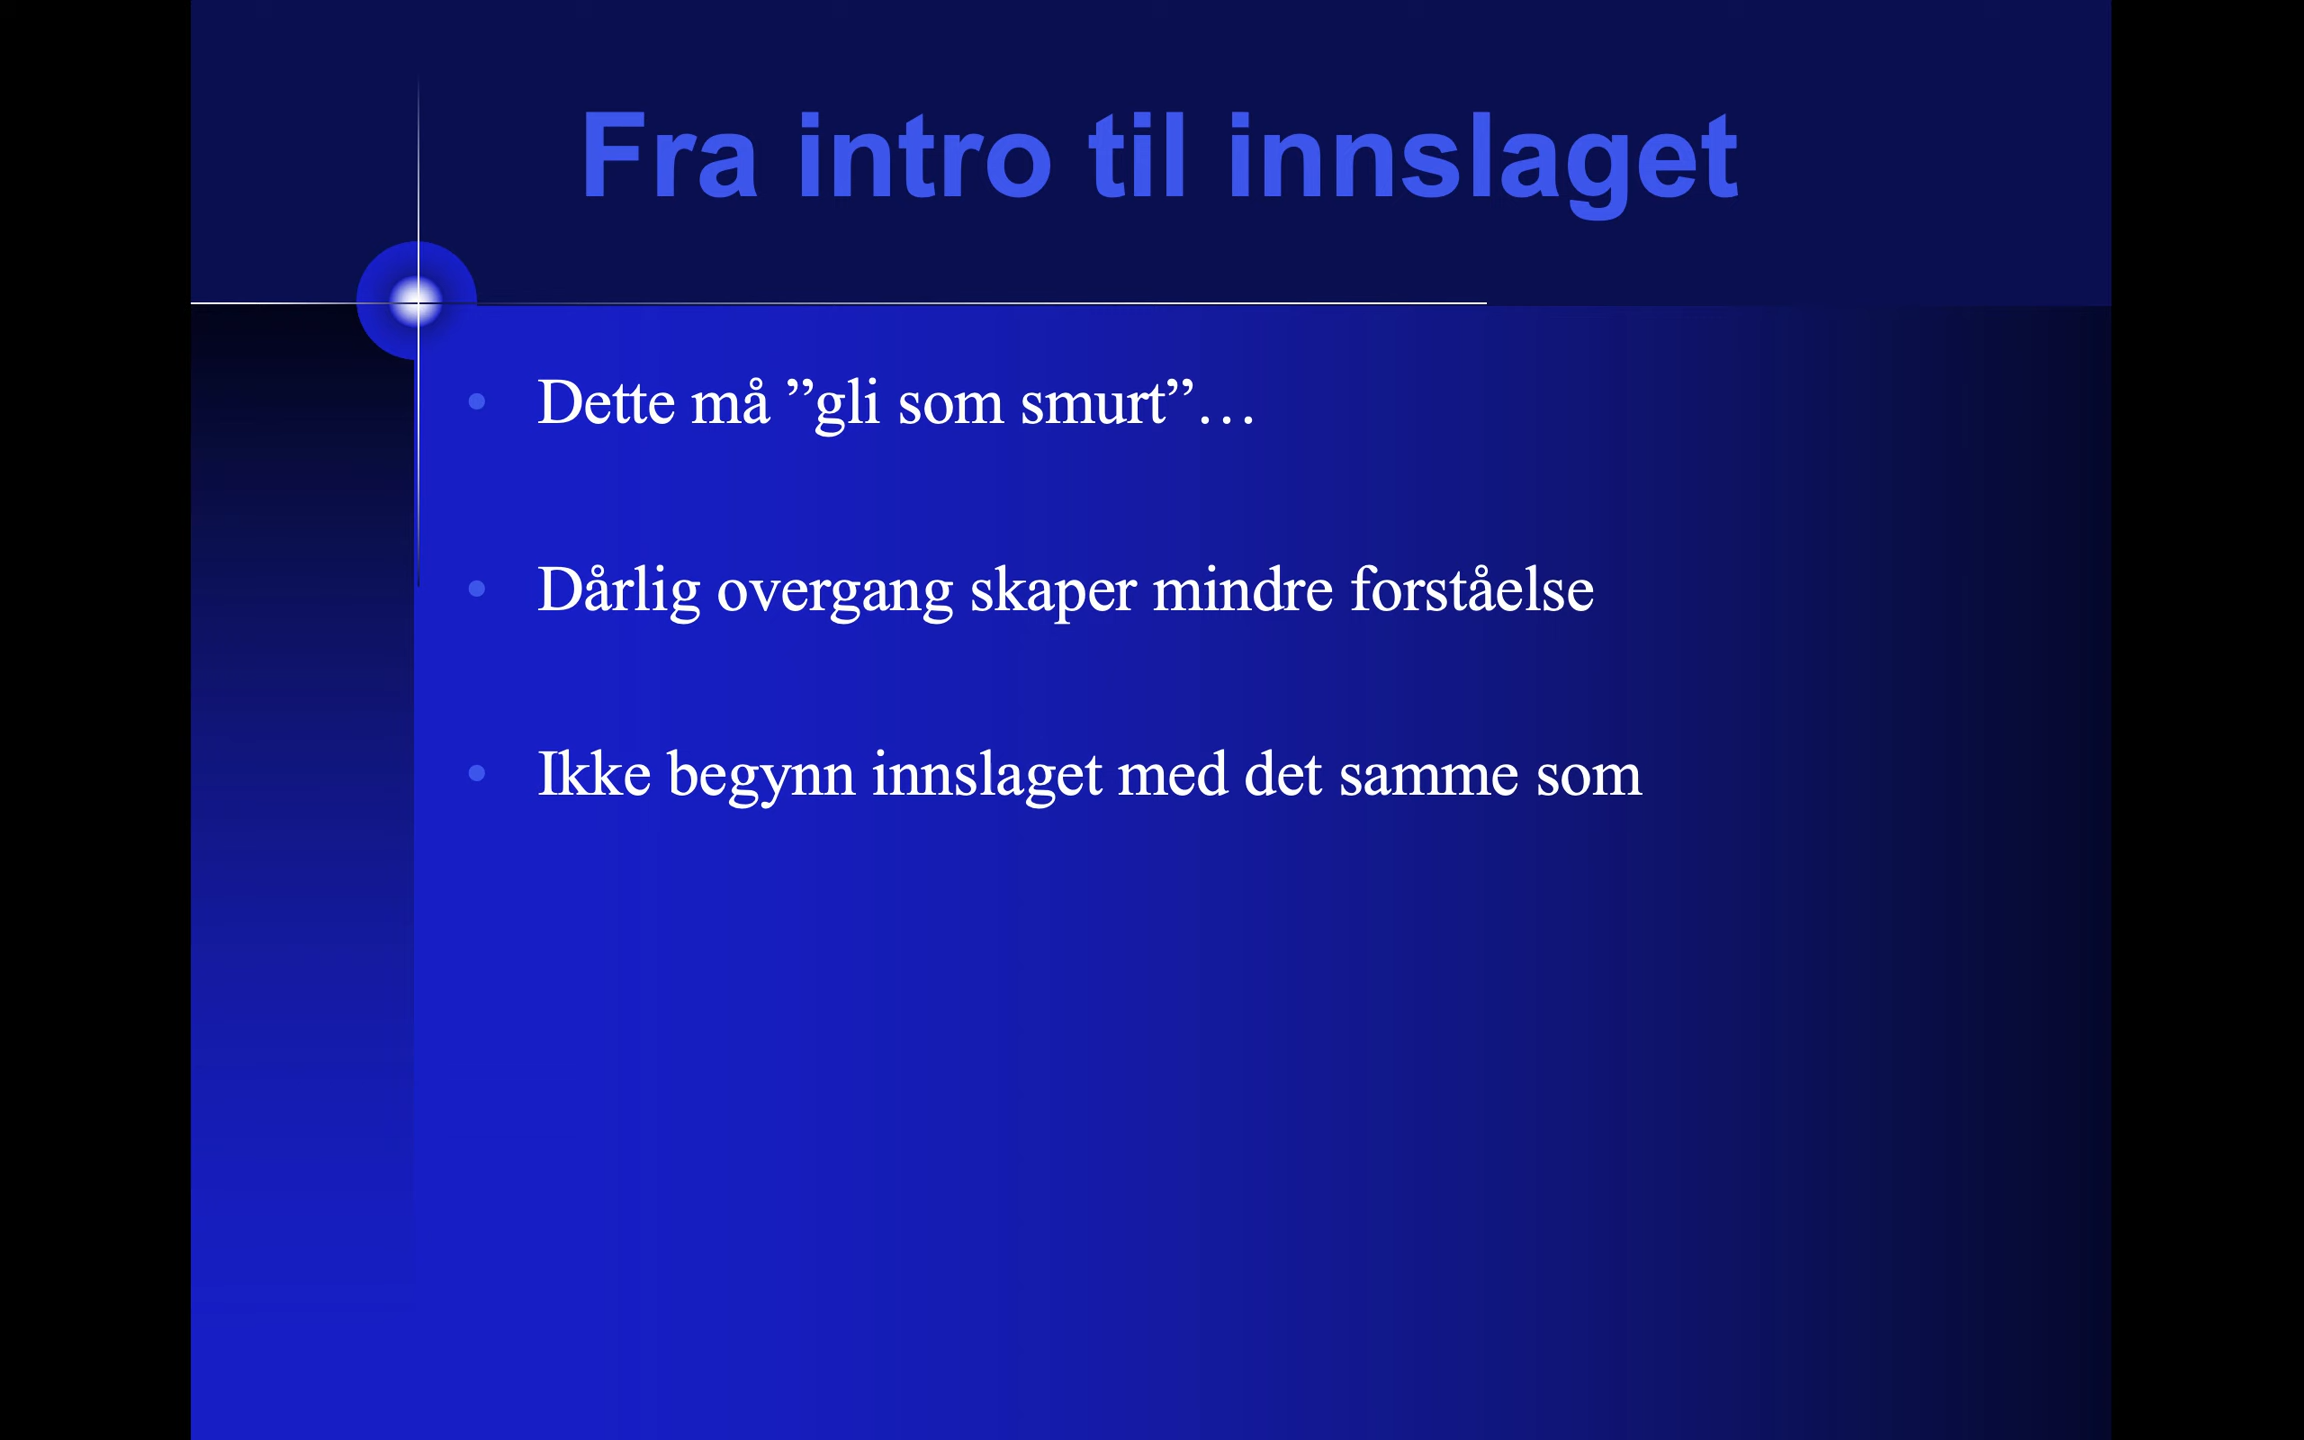 Fra intro til innslaget
Dette må ”gli som smurt”…
Dårlig overgang skaper mindre forståelse
Ikke begynn innslaget med det samme som